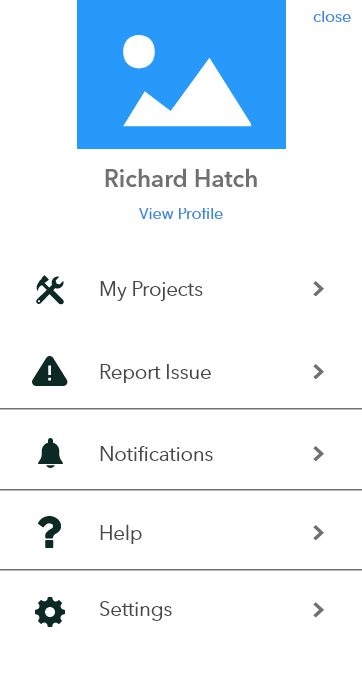 close
Richard Hatch
View Profile
My Projects
Report Issue
Notifications
Help
Settings